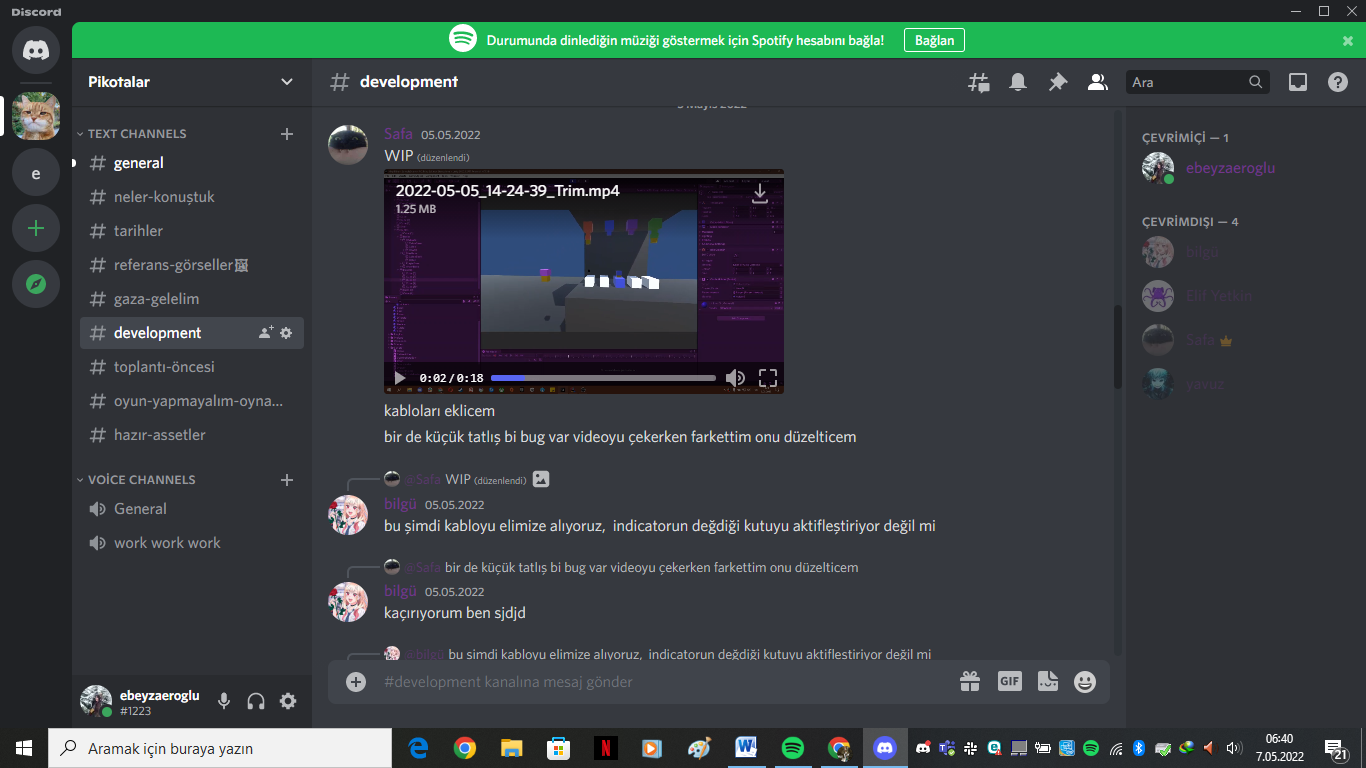 Discord
Durumunda dinlediğin müziği göstermek için Spotify hesabını bağla!
Bağlan
Pikotalar
development
Ara
TEXT CHANNELS
general
neler-konuştuk
tarihler
referans-görseller
gaza-gelelim
development
toplantı-öncesi
oyun-yapmayalım-oyna...
hazır-assetler
VOİCE CHANNELS
General
work work work
ebeyzaeroglu
#1223
5 Mayıs 2022
Safa 05.05.2022
WIP (düzenlendi)
2022-05-05_14-24-39_Trim.mp4
1.25 MB
0:02/0:18
kabloları eklicem
bir de küçük tatlış bi bug var videoyu çekerken farkettim onu düzelticem
@Safa WIP (düzenlendi)
bilgü 05.05.2022
bu şimdi kabloyu elimize alıyoruz, indicatorun değdiği kutuyu aktifleştiriyor değil mi
@Safa bir de küçük tatlış bi bug var videoyu çekerken farkettim onu düzelticem
bilgü 05.05.2022
kaçırıyorum ben sjdjd
@bilgü bu şimdi kabloyu elimize alıyoruz, indicatorun değdiği kutuyu aktifleştiriyor değil mi
#development kanalına mesaj gönder
GIF
ÇEVRİMİÇİ — 1
ebeyzaeroglu
ÇEVRİMDIŞI — 4
bilgü
Elif Yetkin
Safa
yavuz
e
Aramak için buraya yazın
06:40
7.05.2022
21